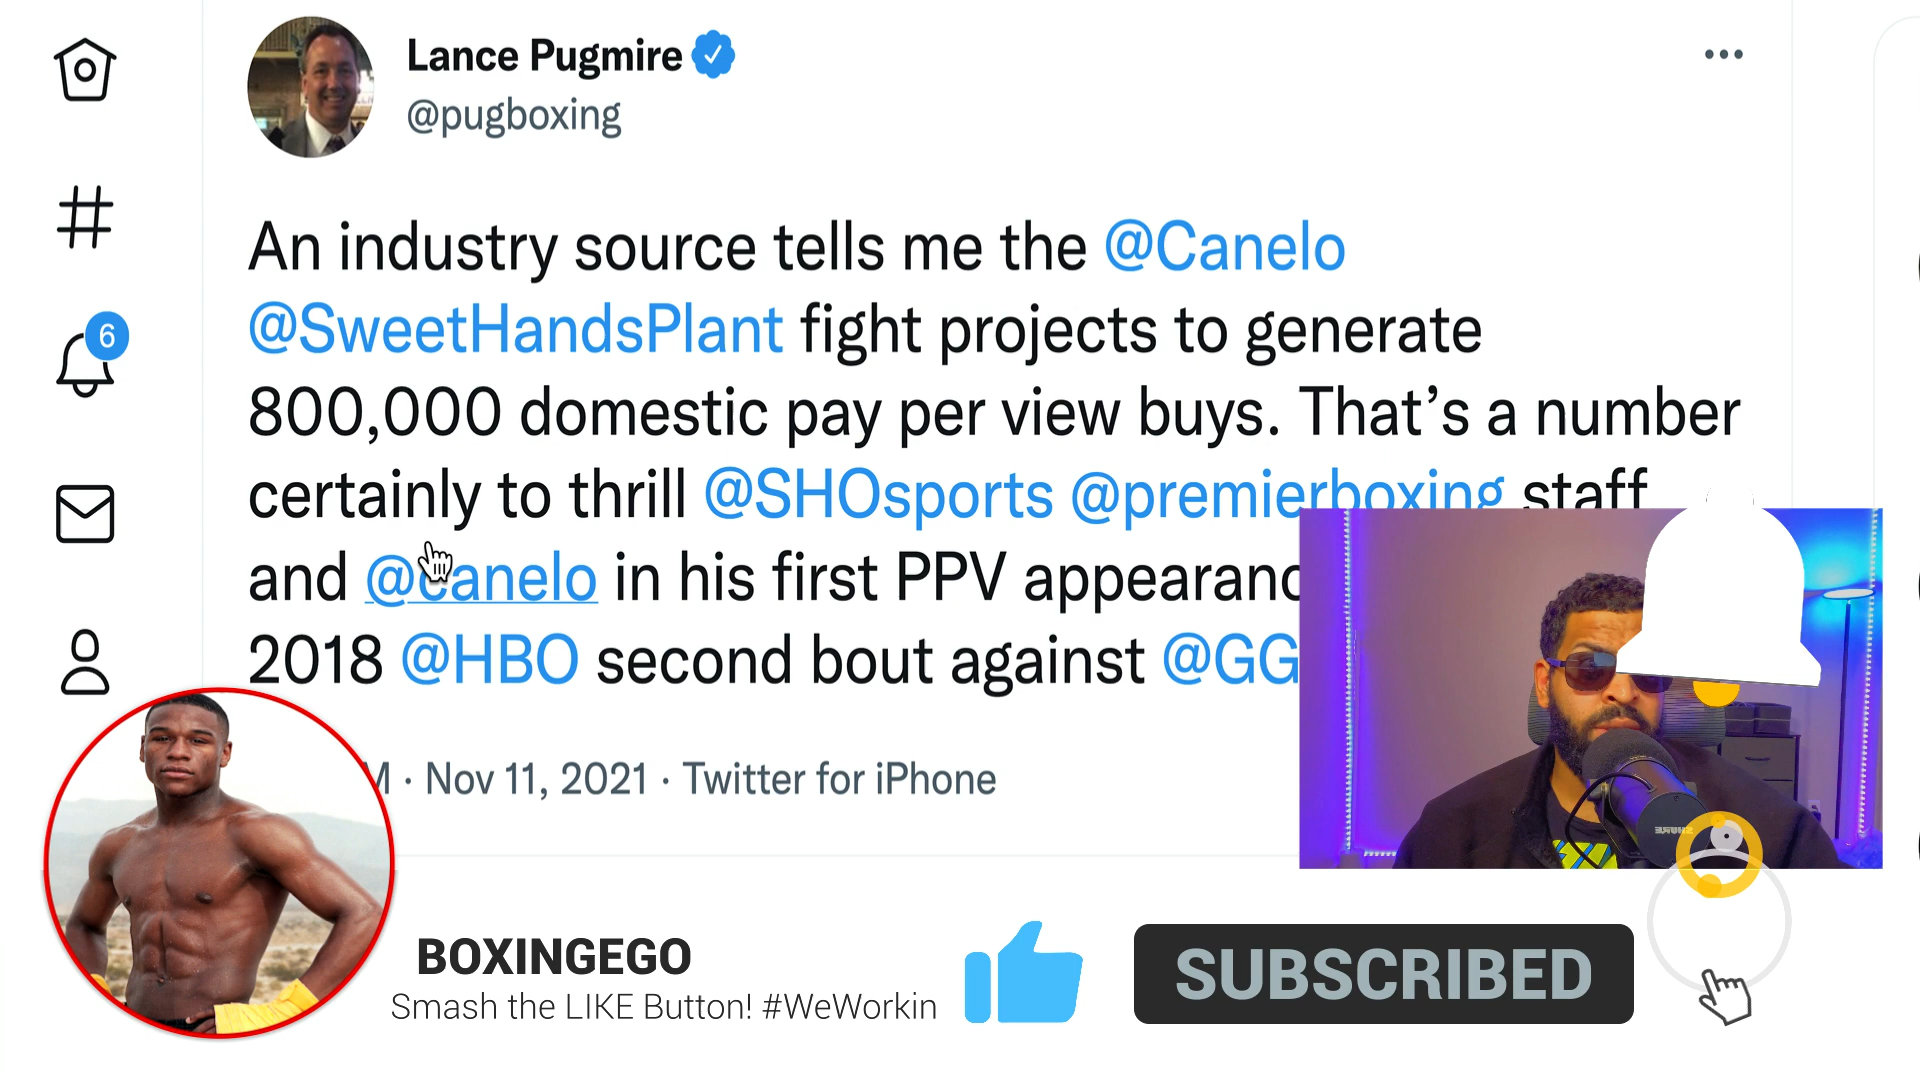 Lance Pugmire
@pugboxing
An industry source tells me the @Canelo
@SweetHandsPlant fight projects to generate
800,000 domestic pay per view buys. That's a number
certainly to thrill @SHOsports @premierboxing staff
and @canelo in his first PPV
2018 @HBO second bout against
6
M · Nov 11, 2021 · Twitter for iPhone
SHURE
BOXINGEGO
Smash the LIKE Button! #WeWorkin
SUBSCRIBED